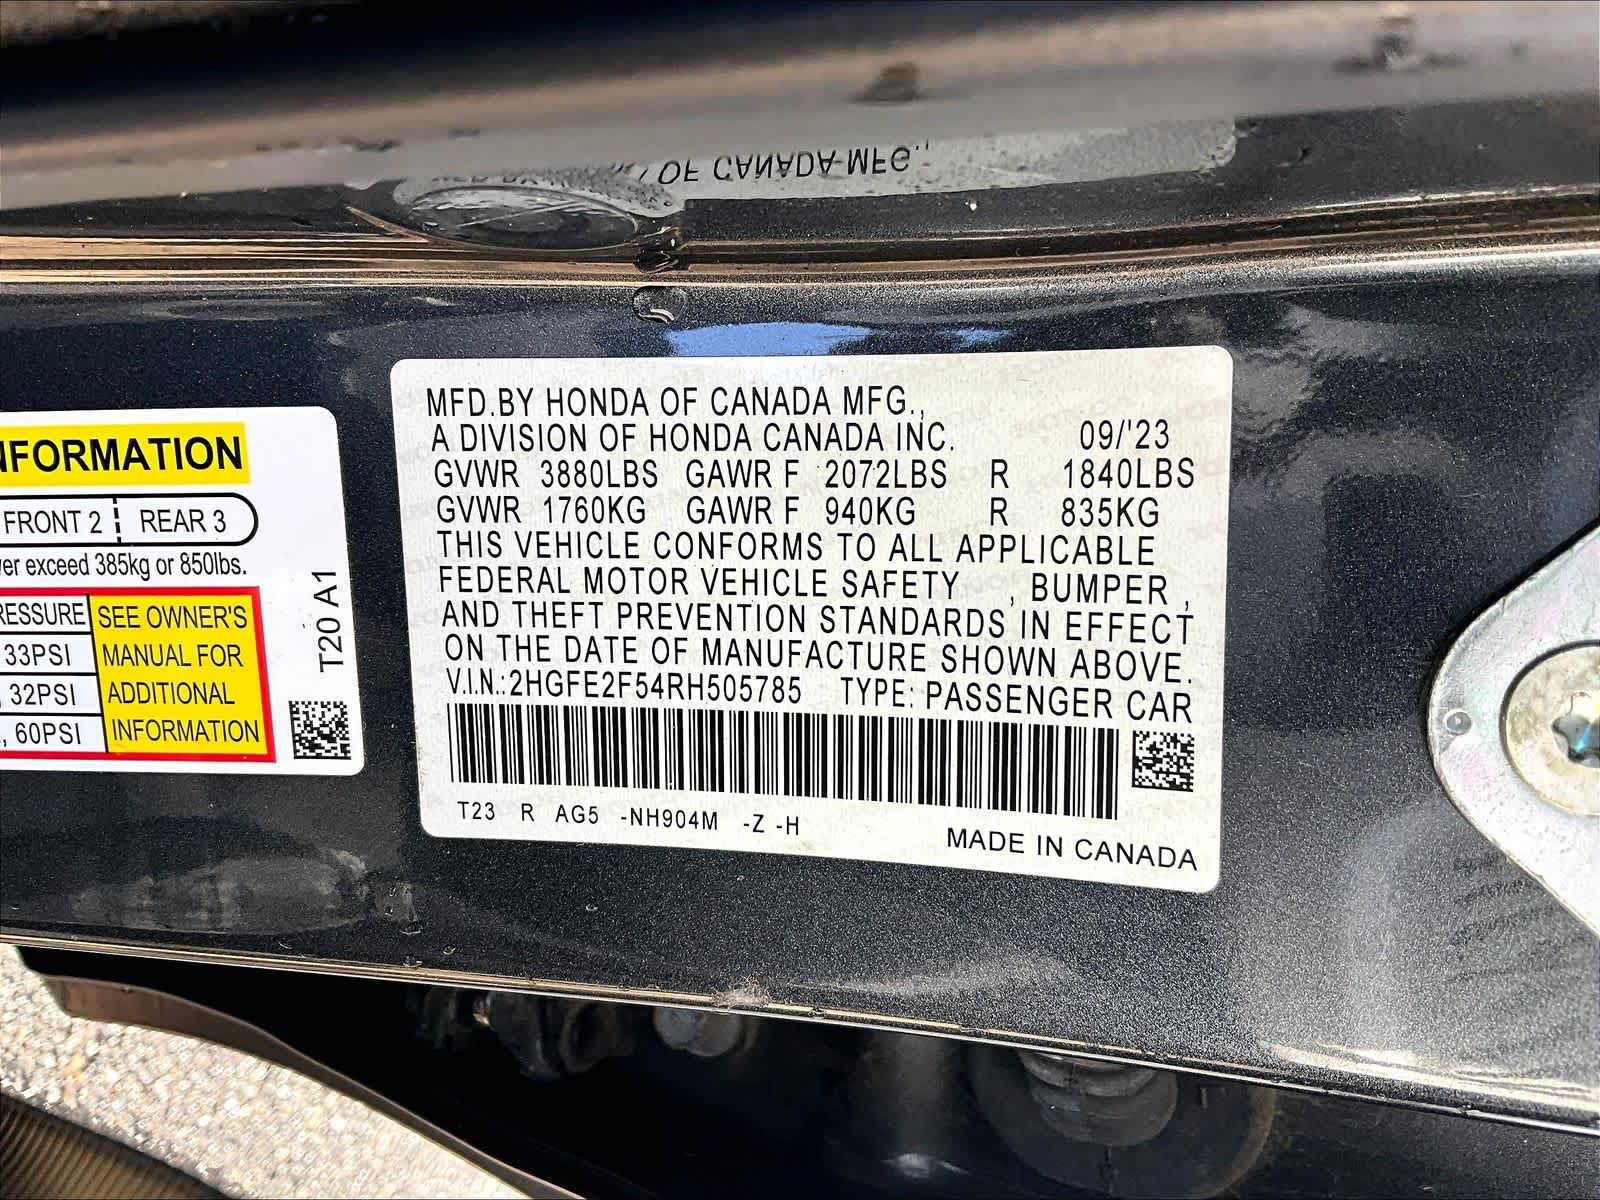 NFORMATION
FRONT 2 REAR 3
er exceed 385kg or 850lbs.
RESSURE
33PSI
, 32PSI
, 60PSI
SEE OWNER'S
MANUAL FOR
ADDITIONAL
INFORMATION
T20 A1
OF CANADA MFG.,
MFD.BY HONDA OF CANADA MFG.,
A DIVISION OF HONDA CANADA INC. 09/'23
GVWR 3880LBS GAWR F 2072LBS R 1840LBS
GVWR 1760KG GAWR F 940KG R 835KG
THIS VEHICLE CONFORMS TO ALL APPLICABLE
FEDERAL MOTOR VEHICLE SAFETY , BUMPER ,
AND THEFT PREVENTION STANDARDS IN EFFECT
ON THE DATE OF MANUFACTURE SHOWN ABOVE.
V.I.N.:2HGFE2F54RH505785 TYPE: PASSENGER CAR
T23 R AG5 -NH904M -Z -H
MADE IN CANADA